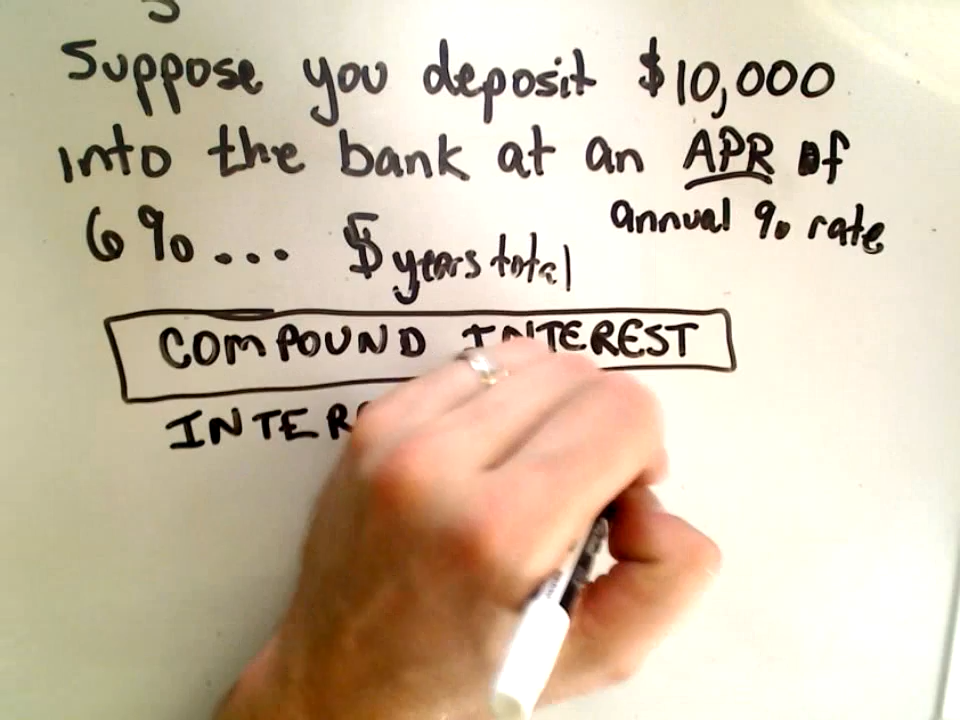 Suppose you deposit $10,000
into the bank at an APR of
annual % rate
6% ... 5 years total
COMPOUND INTEREST